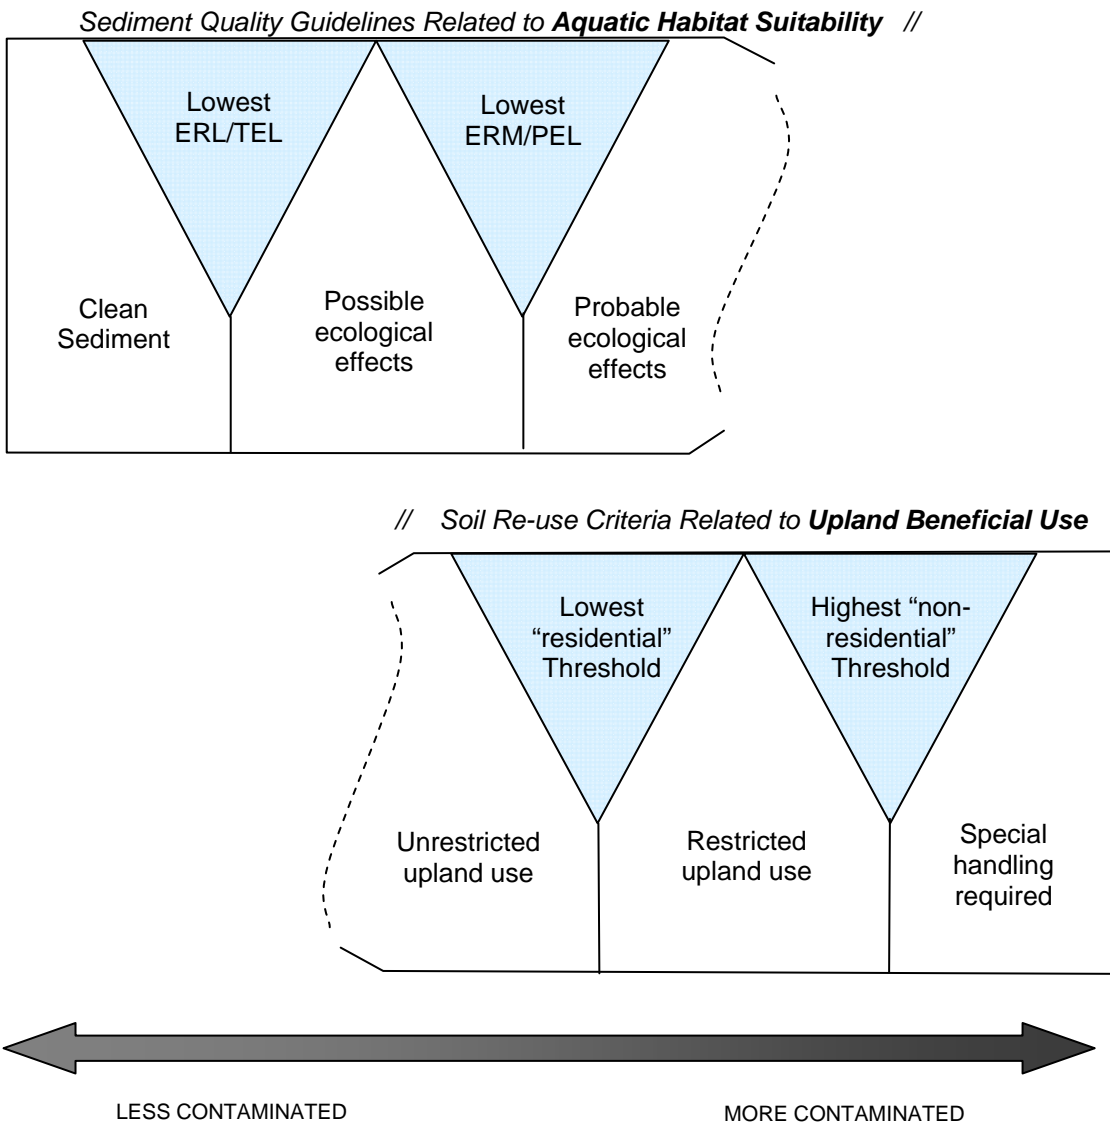 Sediment Quality Guidelines Related to Aquatic Habitat Suitability //
Lowest
ERL/TEL
Lowest
ERM/PEL
Clean
Sediment
Possible
ecological
effects
Probable
ecological
effects
// Soil Re-use Criteria Related to Upland Beneficial Use
Lowest
“residential”
Threshold
Highest “non-
residential”
Threshold
Unrestricted
upland use
Restricted
upland use
Special
handling
required
LESS CONTAMINATED
MORE CONTAMINATED